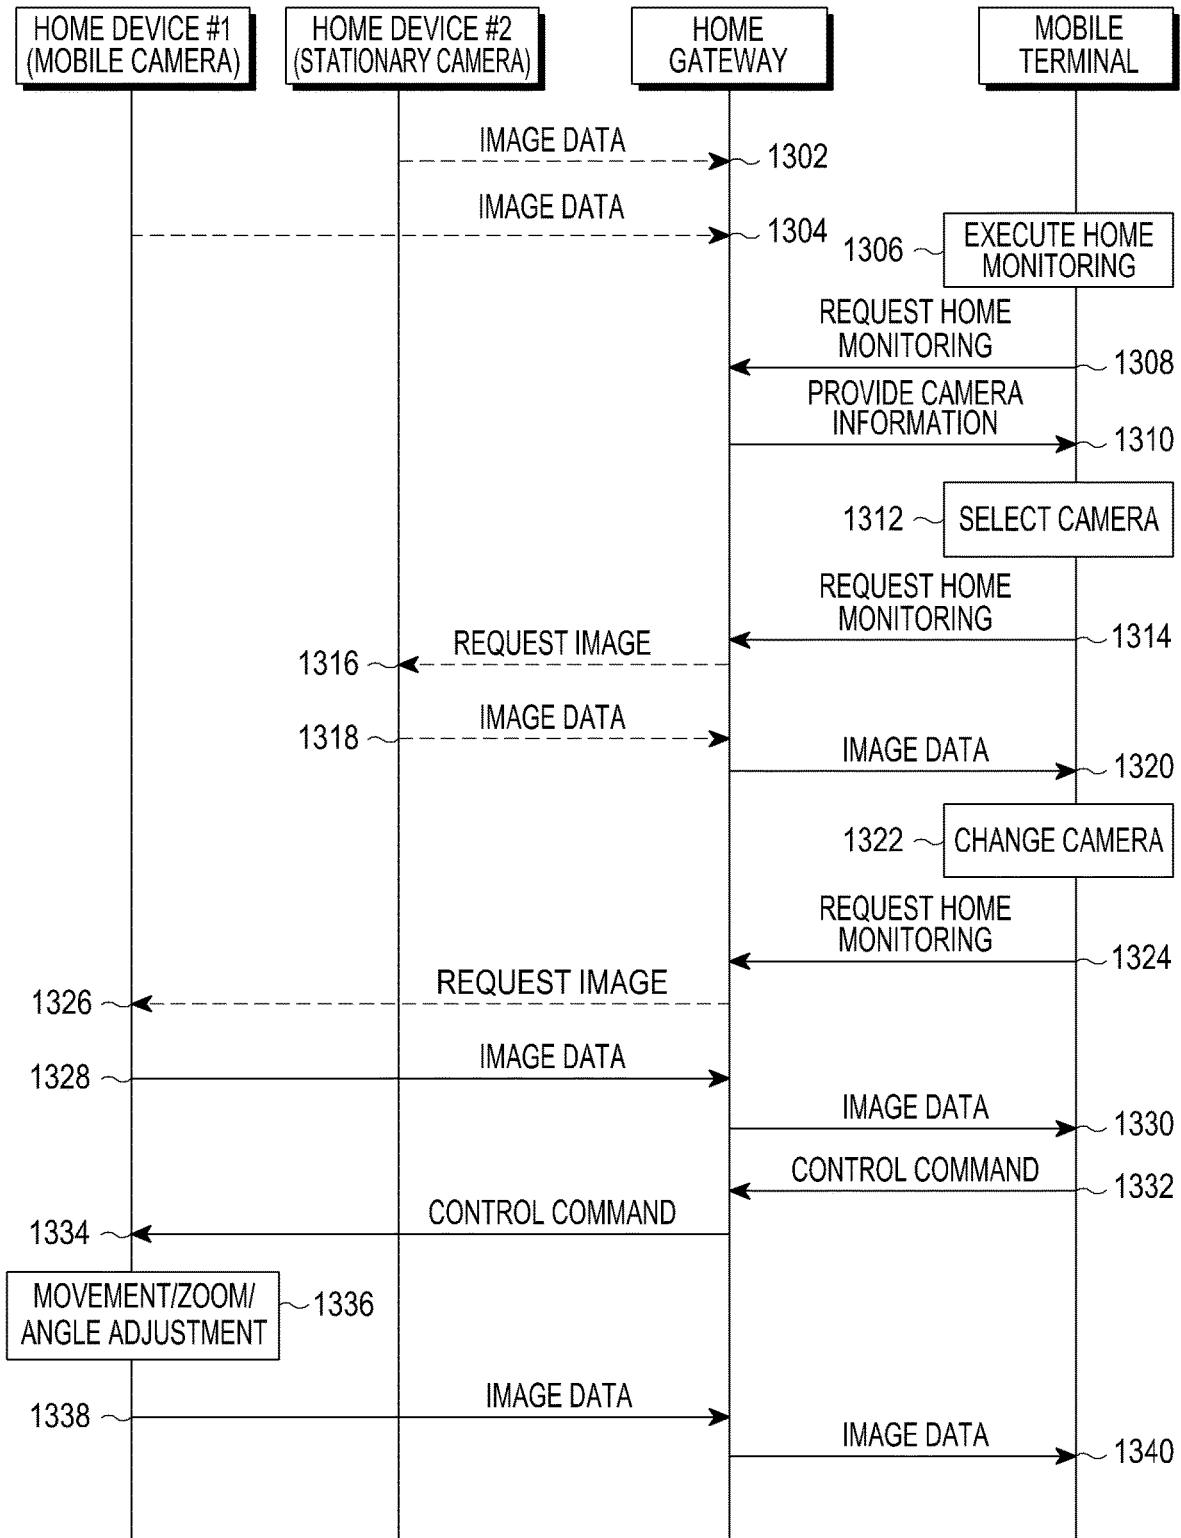 HOME DEVICE #1
(MOBILE CAMERA)
HOME DEVICE #2
(STATIONARY CAMERA)
HOME
GATEWAY
MOBILE
TERMINAL
IMAGE DATA
1302
IMAGE DATA
1304
1306
EXECUTE HOME
MONITORING
REQUEST HOME
MONITORING
1308
PROVIDE CAMERA
INFORMATION
1310
1312
SELECT CAMERA
REQUEST HOME
MONITORING
1314
REQUEST IMAGE
1316
IMAGE DATA
1318
IMAGE DATA
1320
1322
CHANGE CAMERA
REQUEST HOME
MONITORING
1324
REQUEST IMAGE
1326
IMAGE DATA
1328
IMAGE DATA
1330
CONTROL COMMAND
1332
CONTROL COMMAND
1334
MOVEMENT/ZOOM/
ANGLE ADJUSTMENT
1336
IMAGE DATA
1338
IMAGE DATA
1340